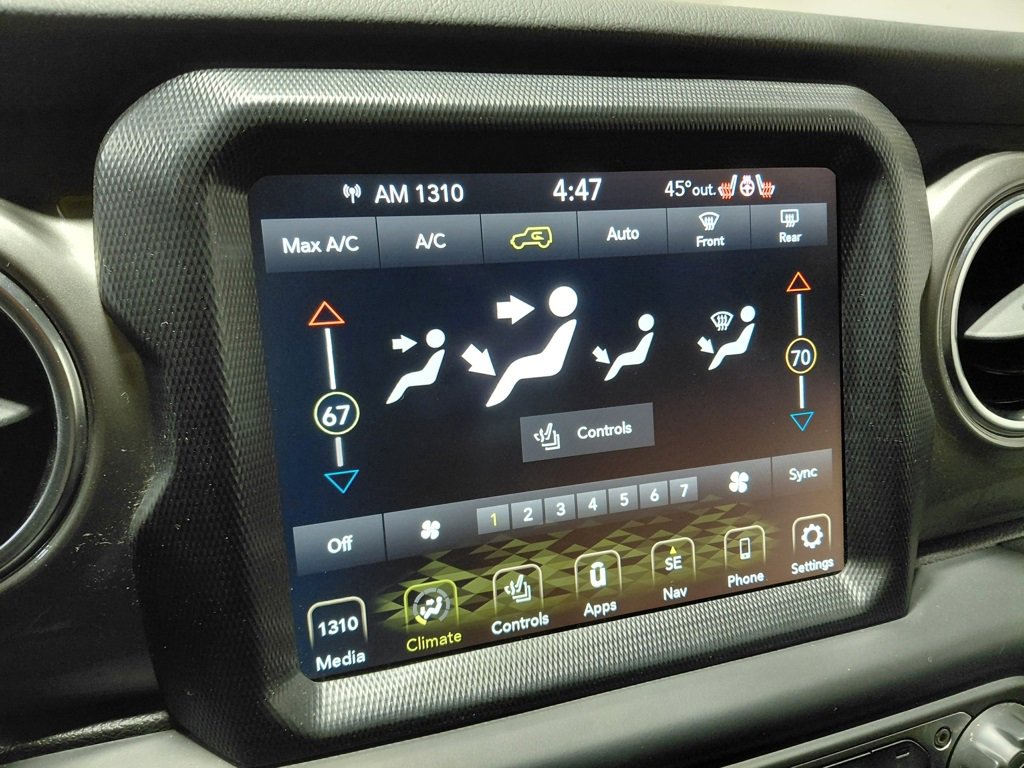 AM 1310 4:47 45° out.
Max A/C A/C Auto Front Rear
67 70
Controls
Off 1 2 3 4 5 6 7 Sync
1310 SE
Media Climate Controls Apps Nav Phone Settings